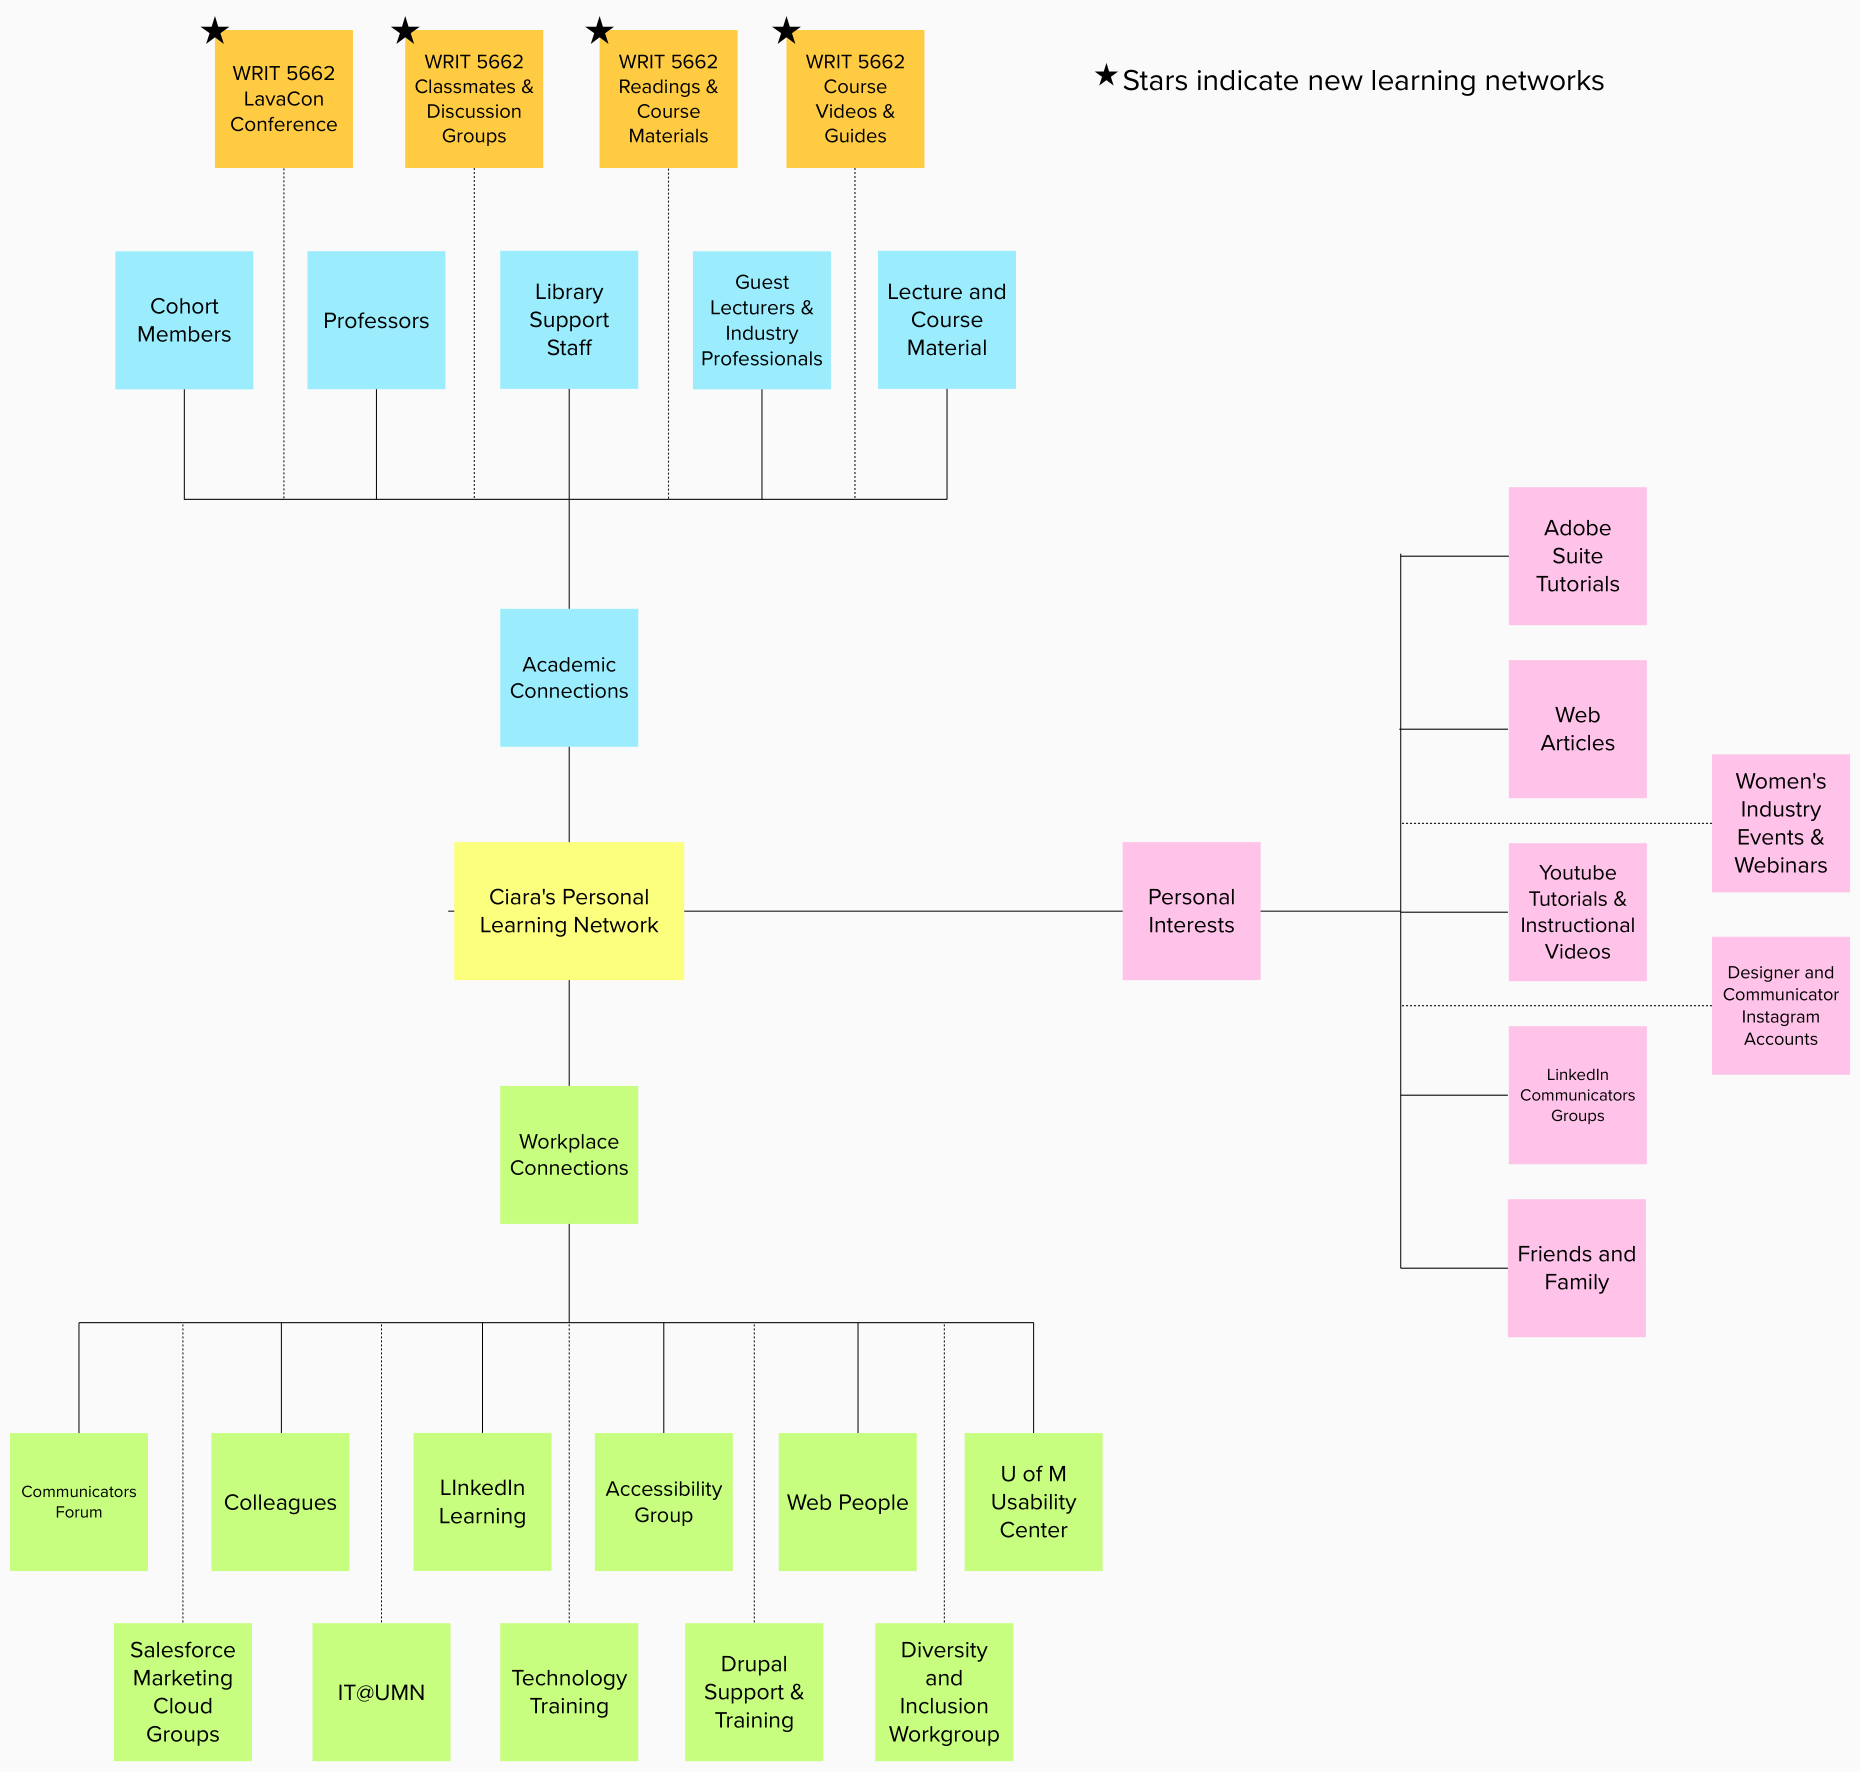 WRIT 5662
LavaCon
Conference
WRIT 5662
Classmates &
Discussion
Groups
WRIT 5662
Readings &
Course
Materials
WRIT 5662
Course
Videos &
Guides
Stars indicate new learning networks
Cohort
Members
Professors
Library
Support
Staff
Guest
Lecturers &
Industry
Professionals
Lecture and
Course
Material
Academic
Connections
Ciara's Personal
Learning Network
Personal
Interests
Adobe
Suite
Tutorials
Web
Articles
Women's
Industry
Events &
Webinars
Youtube
Tutorials &
Instructional
Videos
Designer and
Communicator
Instagram
Accounts
LinkedIn
Communicators
Groups
Friends and
Family
Workplace
Connections
Communicators
Forum
Colleagues
LInkedIn
Learning
Accessibility
Group
Web People
U of M
Usability
Center
Salesforce
Marketing
Cloud
Groups
IT@UMN
Technology
Training
Drupal
Support &
Training
Diversity
and
Inclusion
Workgroup